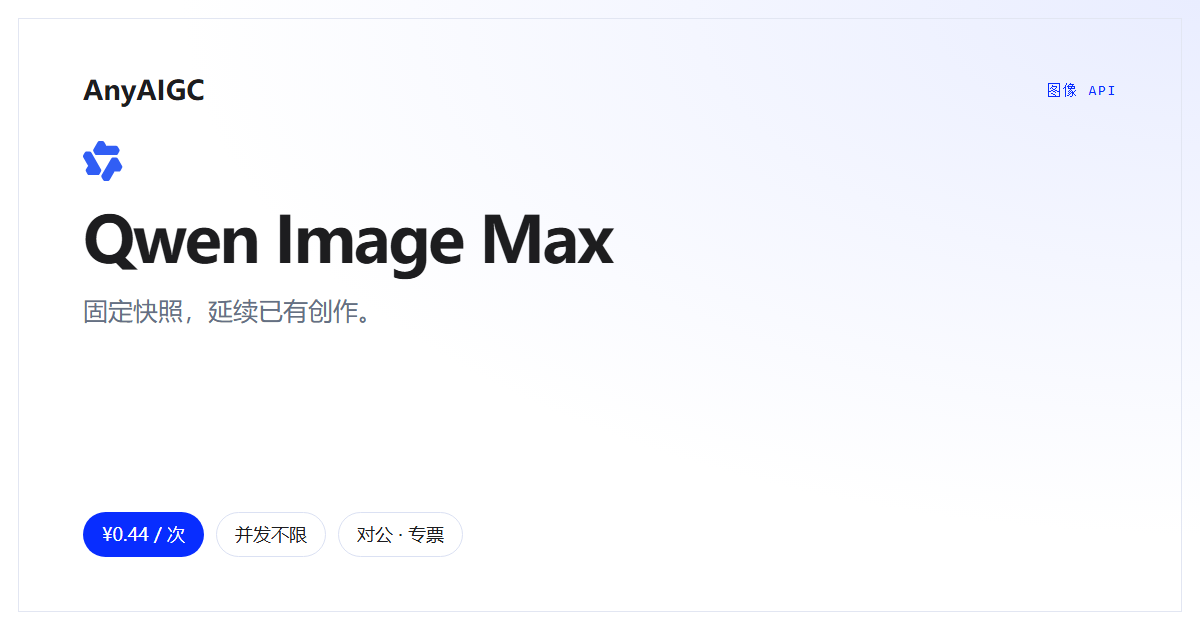 AnyAIGC
图像 API
Qwen Image Max
固定快照，延续已有创作。
¥0.44 / 次
并发不限
对公 · 专票